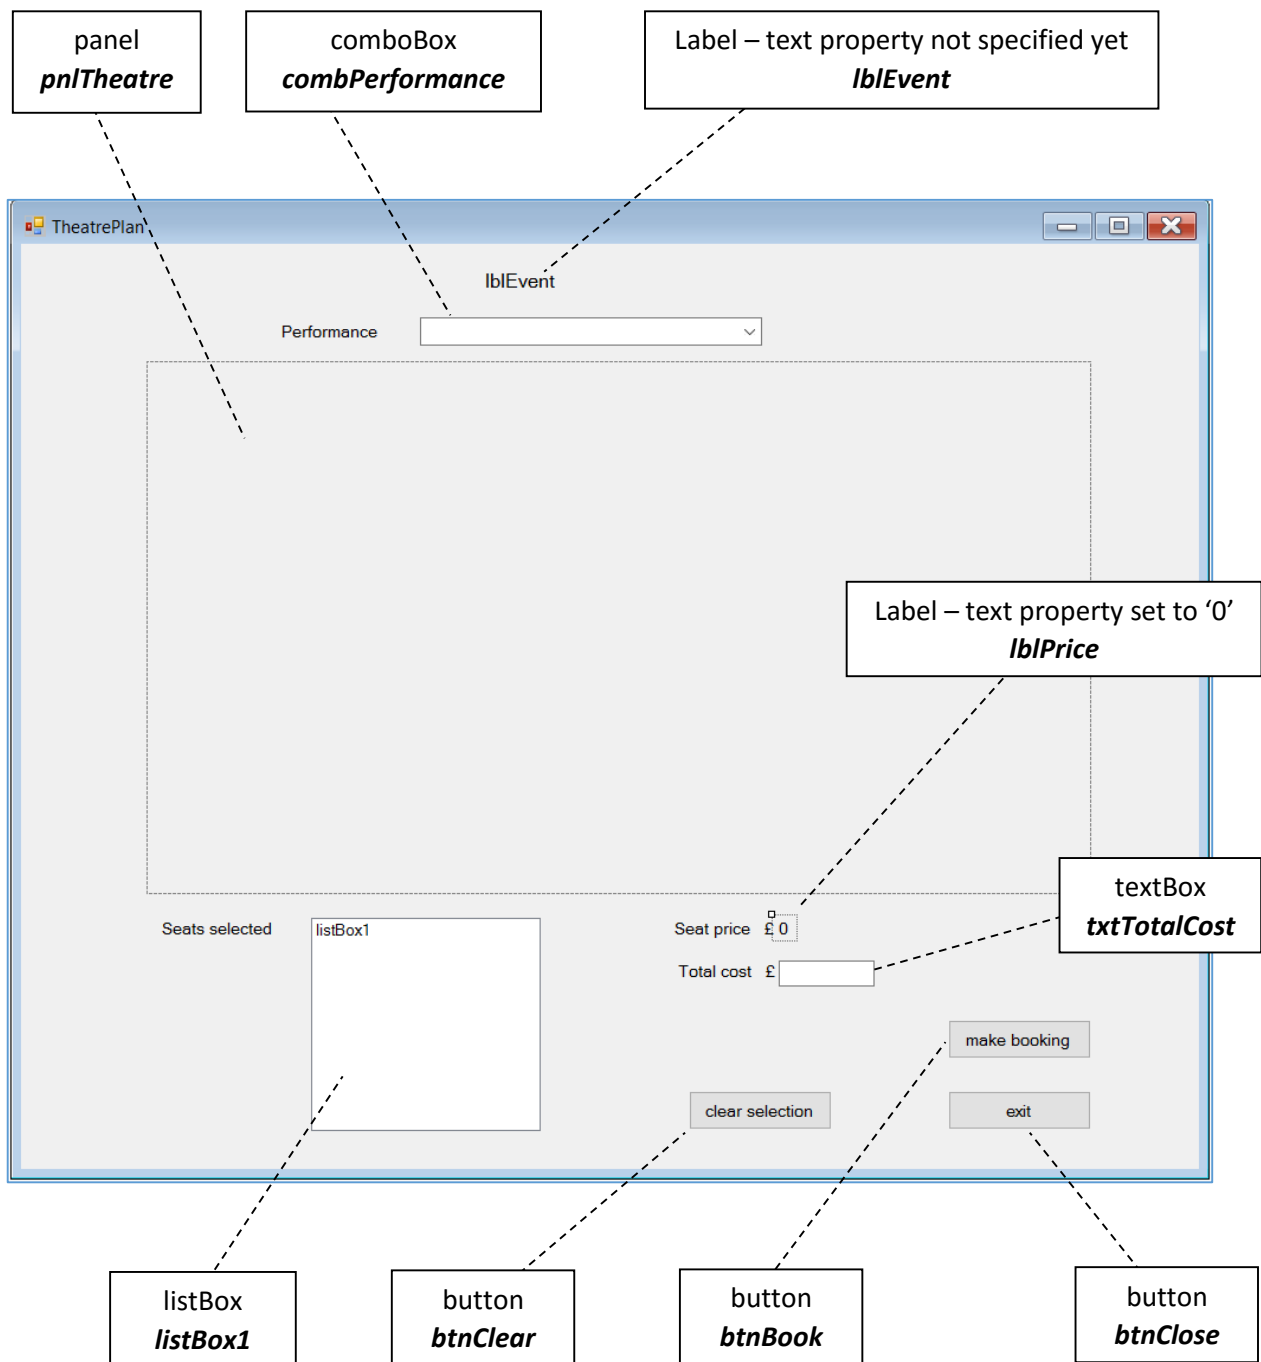 panel
pnlTheatre
comboBox
combPerformance
Label – text property not specified yet
lblEvent
TheatrePlan
lblEvent
Performance
Label – text property set to ‘0’
lblPrice
textBox
txtTotalCost
Seats selected
listBox1
Seat price £ 0
Total cost £
make booking
clear selection
exit
listBox
listBox1
button
btnClear
button
btnBook
button
btnClose